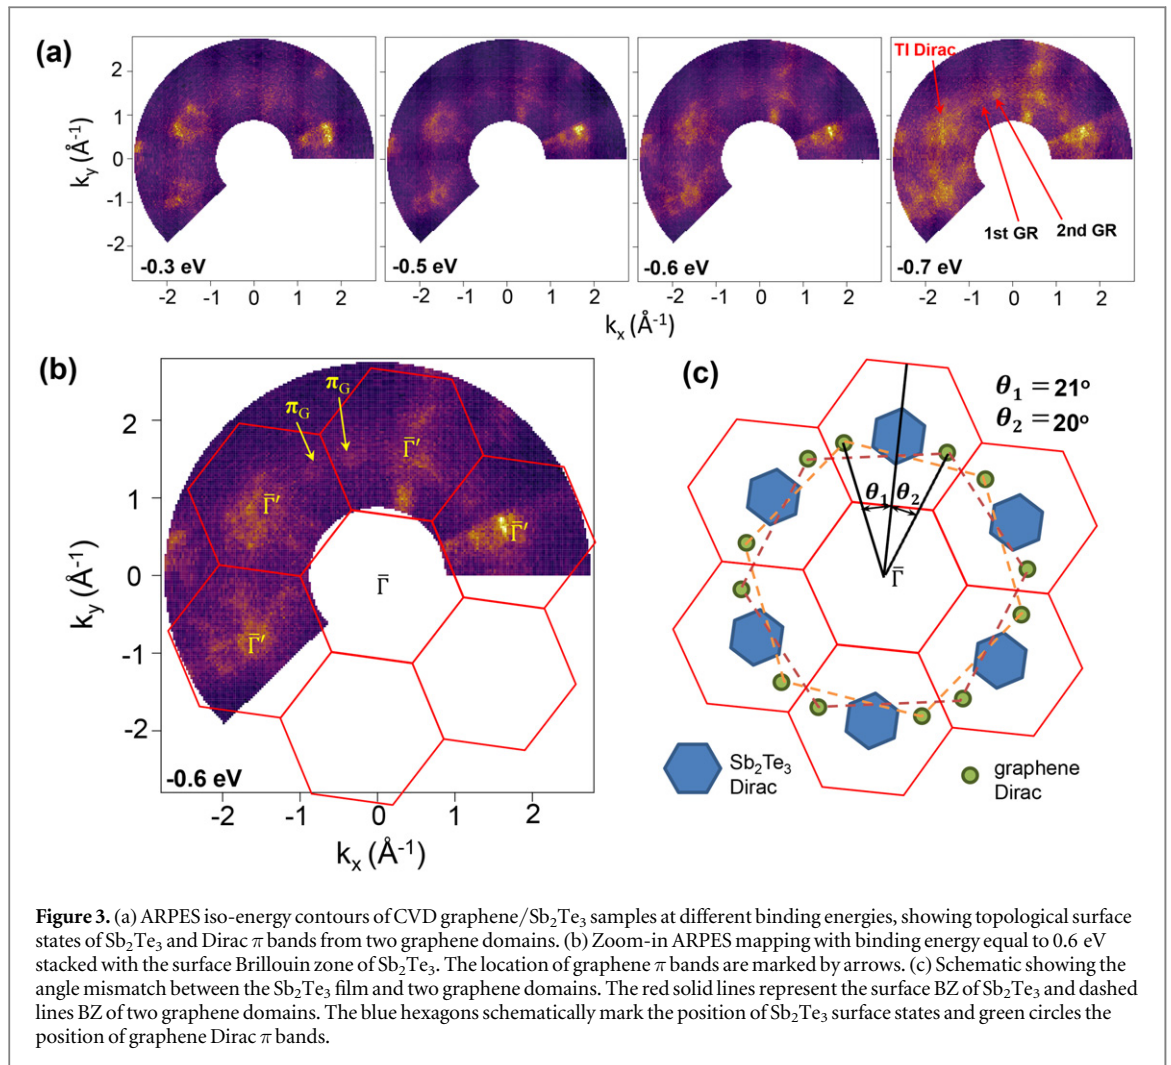 (a)
k_y (Å⁻¹)
2
1
0
-1
-2
-0.3 eV
-0.5 eV
-0.6 eV
TI Dirac
1st GR
2nd GR
-0.7 eV
-2 -1 0 1 2
-2 -1 0 1 2
-2 -1 0 1 2
-2 -1 0 1 2
k_x (Å⁻¹)
(b)
k_y (Å⁻¹)
2
1
0
-1
-2
π_G
π_G
Γ̄′
Γ̄′
Γ̄′
Γ̄
Γ̄′
-0.6 eV
-2 -1 0 1 2
k_x (Å⁻¹)
(c)
θ₁ = 21°
θ₂ = 20°
θ₁ θ₂
Γ̄
Sb₂Te₃
Dirac
graphene
Dirac
Figure 3. (a) ARPES iso-energy contours of CVD graphene/Sb₂Te₃ samples at different binding energies, showing topological surface
states of Sb₂Te₃ and Dirac π bands from two graphene domains. (b) Zoom-in ARPES mapping with binding energy equal to 0.6 eV
stacked with the surface Brillouin zone of Sb₂Te₃. The location of graphene π bands are marked by arrows. (c) Schematic showing the
angle mismatch between the Sb₂Te₃ film and two graphene domains. The red solid lines represent the surface BZ of Sb₂Te₃ and dashed
lines BZ of two graphene domains. The blue hexagons schematically mark the position of Sb₂Te₃ surface states and green circles the
position of graphene Dirac π bands.